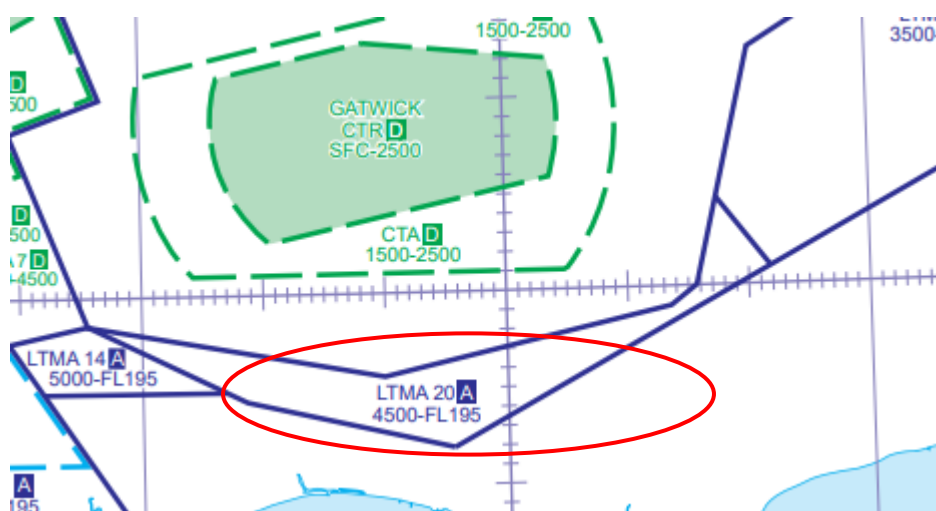 1500-2500
3500-
D
500
GATWICK
CTR D
SFC-2500
D
500
CTA D
1500-2500
7 D
-4500
LTMA 14 A
5000-FL195
LTMA 20 A
4500-FL195
A
195